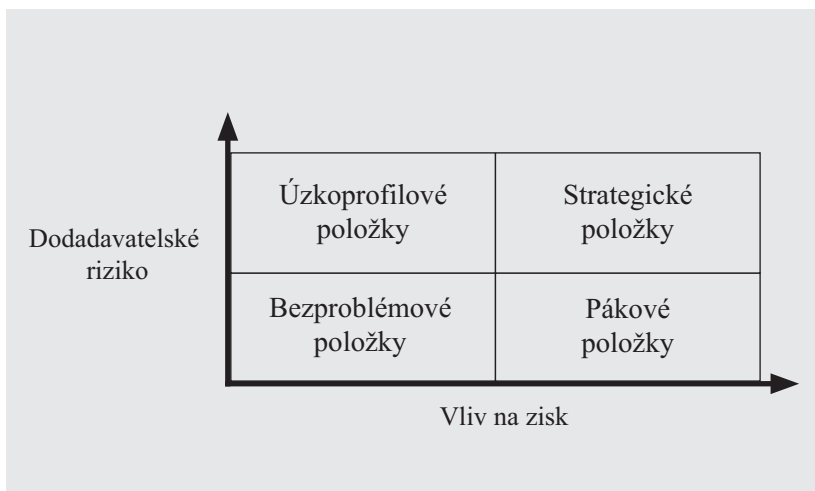 Úzkoprofilové
položky
Strategické
položky
Dodadavatelské
riziko
Bezproblémové
položky
Pákové
položky
Vliv na zisk